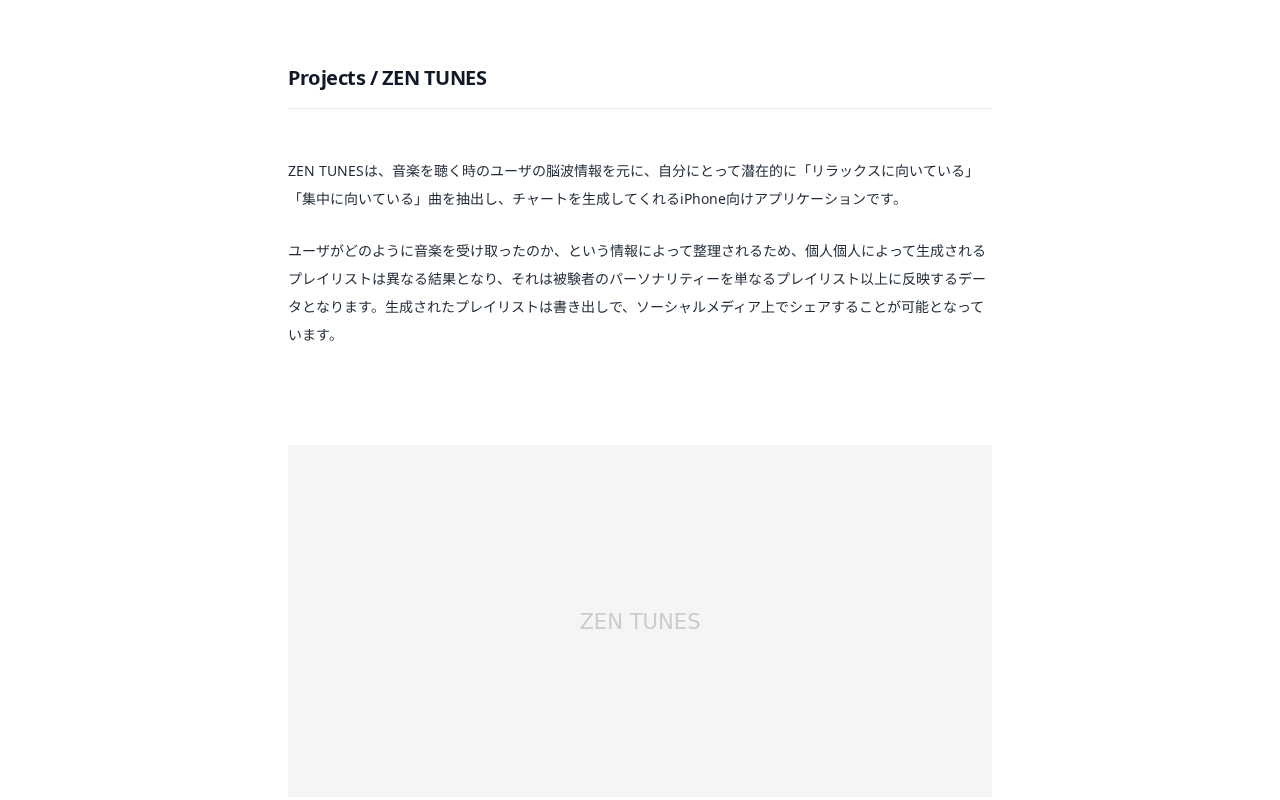 Projects / ZEN TUNES
ZEN TUNESは、音楽を聴く時のユーザの脳波情報を元に、自分にとって潜在的に「リラックスに向いている」
「集中に向いている」曲を抽出し、チャートを生成してくれるiPhone向けアプリケーションです。
ユーザがどのように音楽を受け取ったのか、という情報によって整理されるため、個人個人によって生成される
プレイリストは異なる結果となり、それは被験者のパーソナリティーを単なるプレイリスト以上に反映するデー
タとなります。生成されたプレイリストは書き出しで、ソーシャルメディア上でシェアすることが可能となって
います。
ZEN TUNES